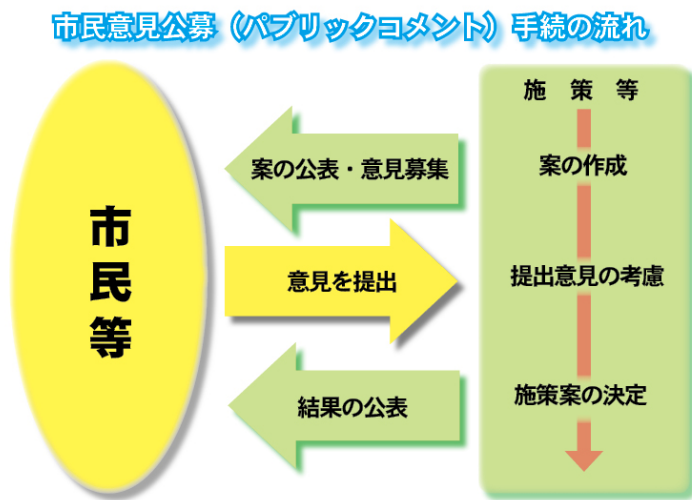 市民意見公募（パブリックコメント）手続の流れ
市民等
案の公表・意見募集
意見を提出
結果の公表
施策等
案の作成
提出意見の考慮
施策案の決定